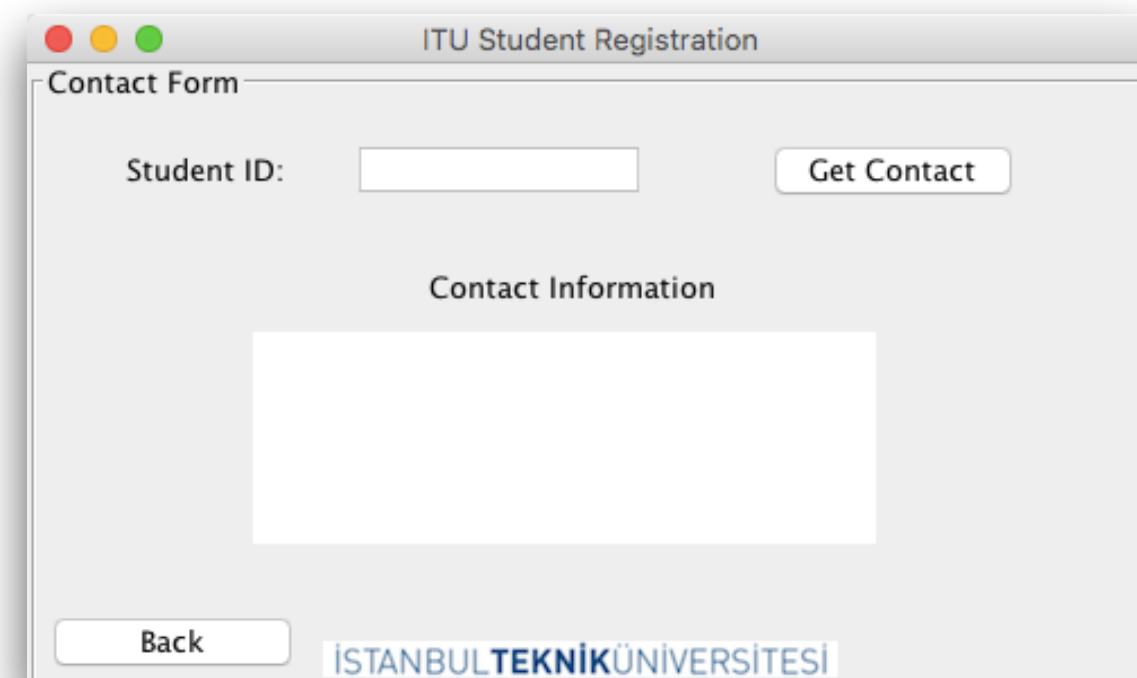 ITU Student Registration
Contact Form
Student ID:
Get Contact
Contact Information
Back
İSTANBULTEKNİKÜNİVERSİTESİ